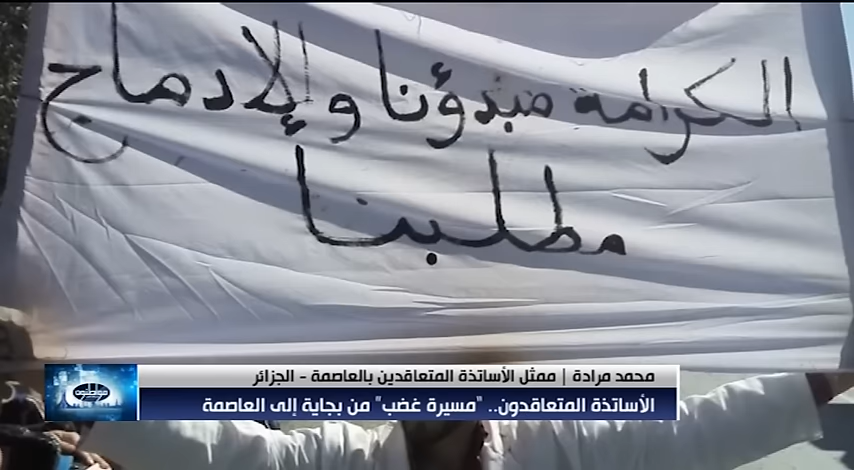 الكرامة مبدؤنا والإدماج
مطلبنا
محمد مرادة | ممثل الأساتذة المتعاقدين بالعاصمة - الجزائر
الأساتذة المتعاقدون.. "مسيرة غضب" من بجاية إلى العاصمة